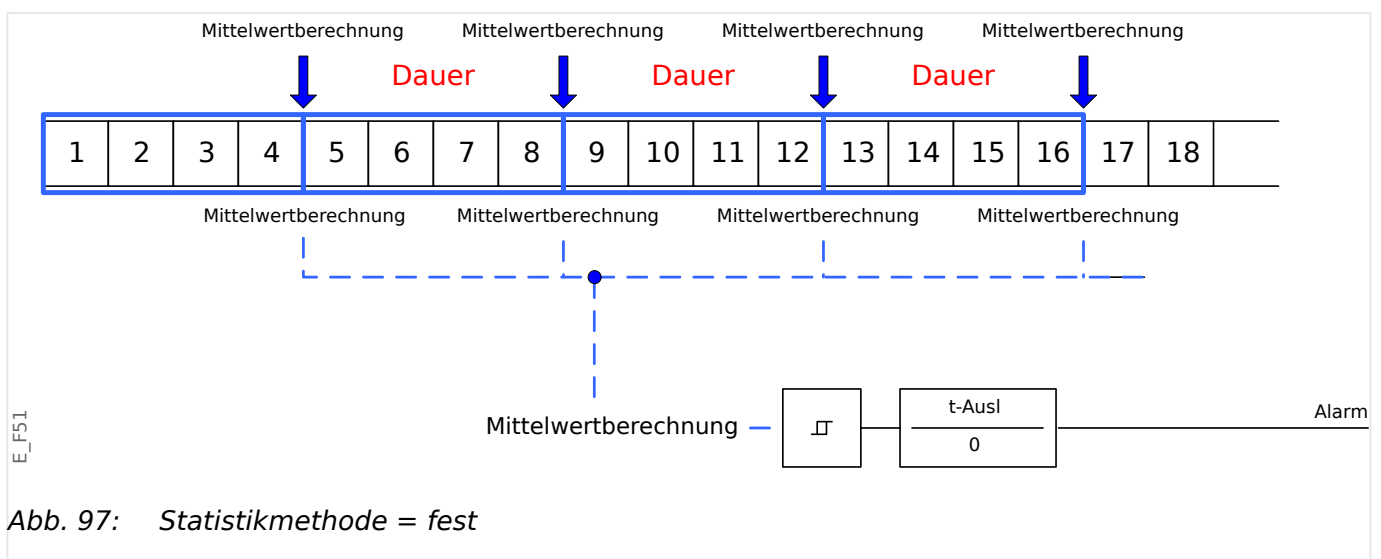 Mittelwertberechnung Mittelwertberechnung Mittelwertberechnung Mittelwertberechnung
Dauer Dauer Dauer
1 2 3 4 5 6 7 8 9 10 11 12 13 14 15 16 17 18
Mittelwertberechnung Mittelwertberechnung Mittelwertberechnung Mittelwertberechnung
t-Ausl
Alarm
Mittelwertberechnung
0
E_F51
Abb. 97: Statistikmethode = fest